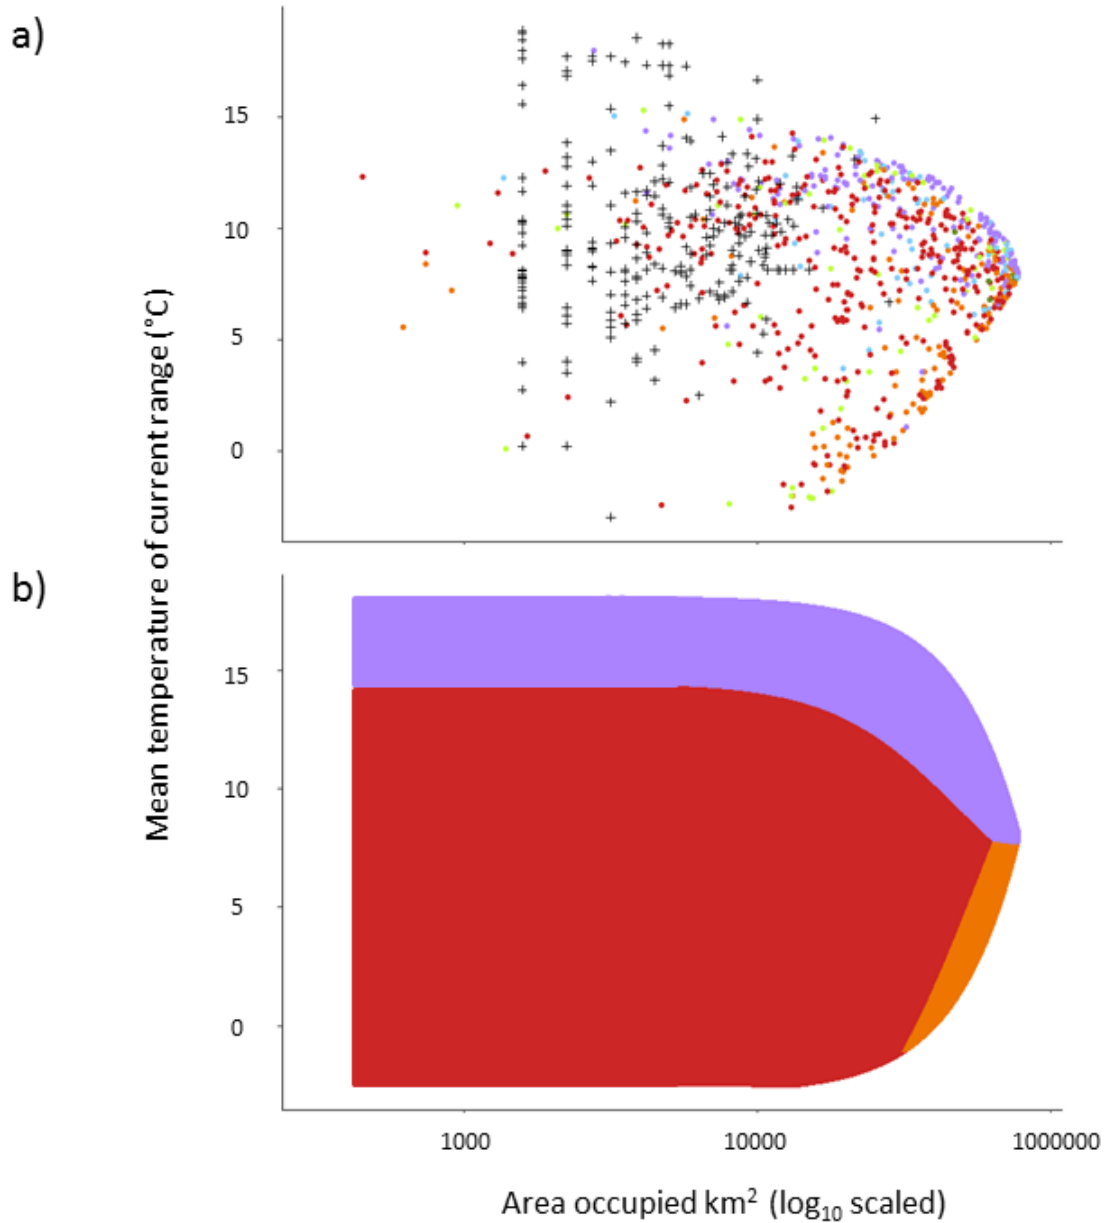 a)
15
10
5
0
b)
15
10
5
0
Mean temperature of current range (°C)
1000
10000
1000000
Area occupied km² (log₁₀ scaled)